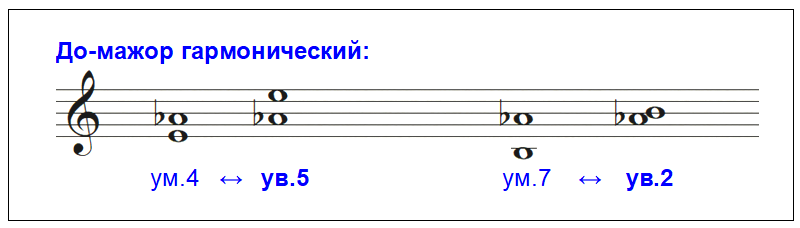 До-мажор гармонический:
ум.4 ↔ ув.5 ум.7 ↔ ув.2